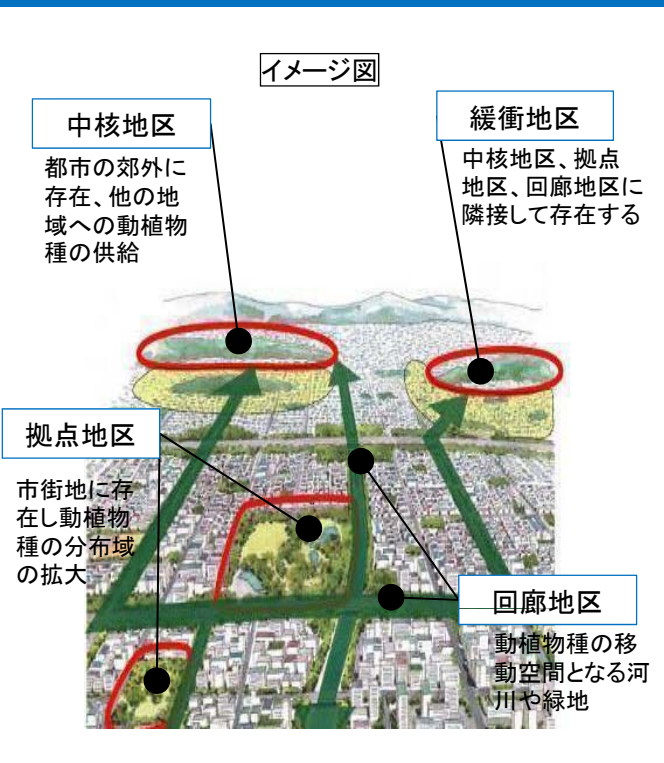 イメージ図
中核地区
都市の郊外に
存在、他の地
域への動植物
種の供給
緩衝地区
中核地区、拠点
地区、回廊地区に
隣接して存在する
拠点地区
市街地に存
在し動植物
種の分布域
の拡大
回廊地区
動植物種の移
動空間となる河
川や緑地